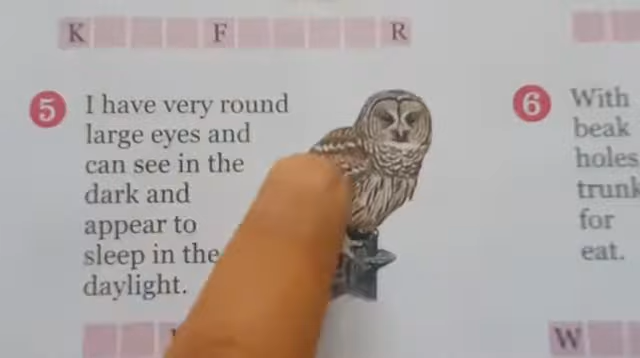 K F R
5 I have very round
large eyes and
can see in the
dark and
appear to
sleep in the
daylight.
6 With
beak
holes
trunk
for
eat.
W